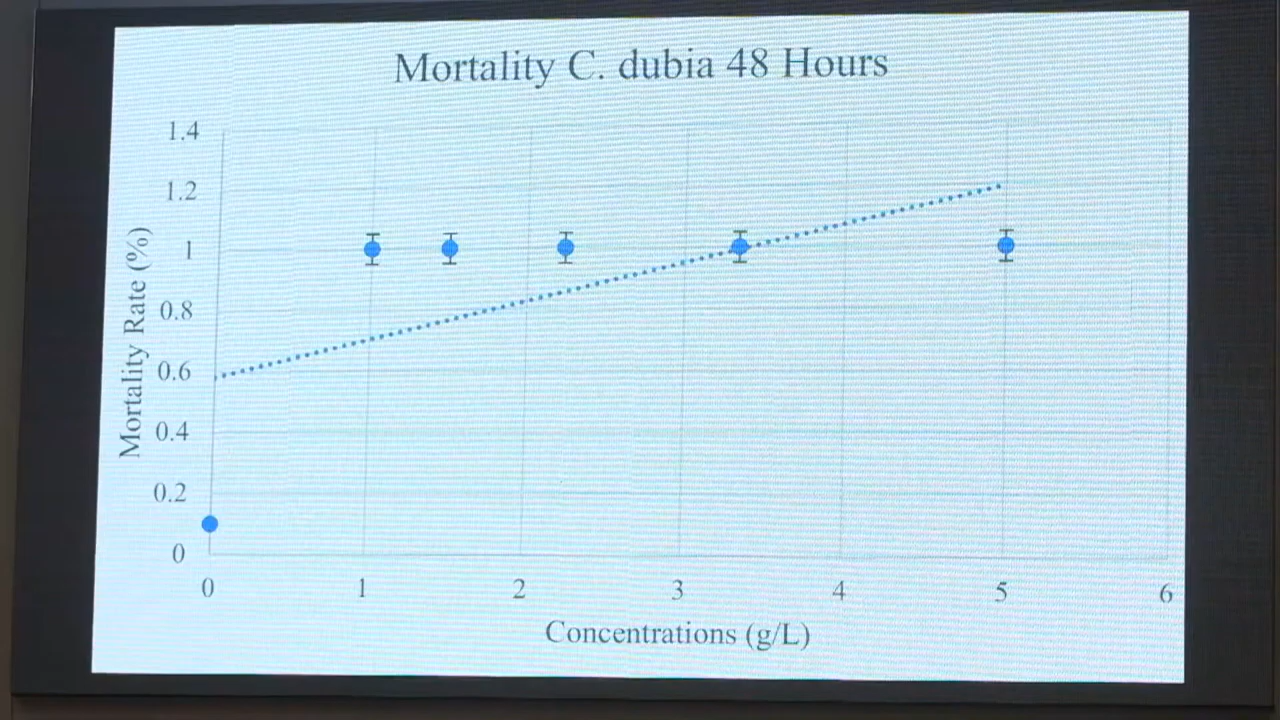 Mortality C. dubia 48 Hours
Mortality Rate (%)
1.4
1.2
1
0.8
0.6
0.4
0.2
0
0 1 2 3 4 5 6
Concentrations (g/L)